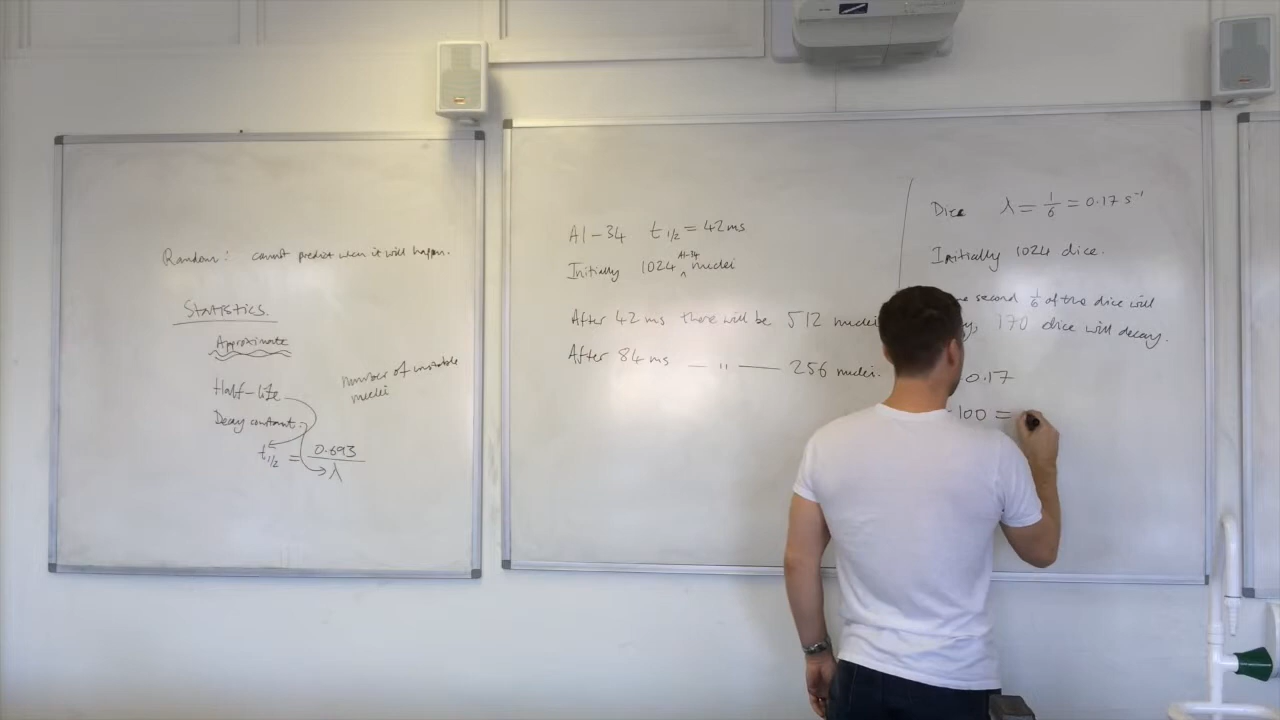 Random: cannot predict when it will happen.
Statistics.
Approximate
Half-life
number of unstable
nuclei
Decay constant.
t1/2 = 0.693 / λ
Al-34 t1/2 = 42ms
Initially 1024 Al-34 nuclei
After 42 ms there will be 512 nuclei
After 84 ms — " — 256 nuclei.
Dice λ = 1/6 = 0.17 s⁻¹
Initially 1024 dice.
second 1/6 of the dice will
170 dice will decay.
0.17
100 =